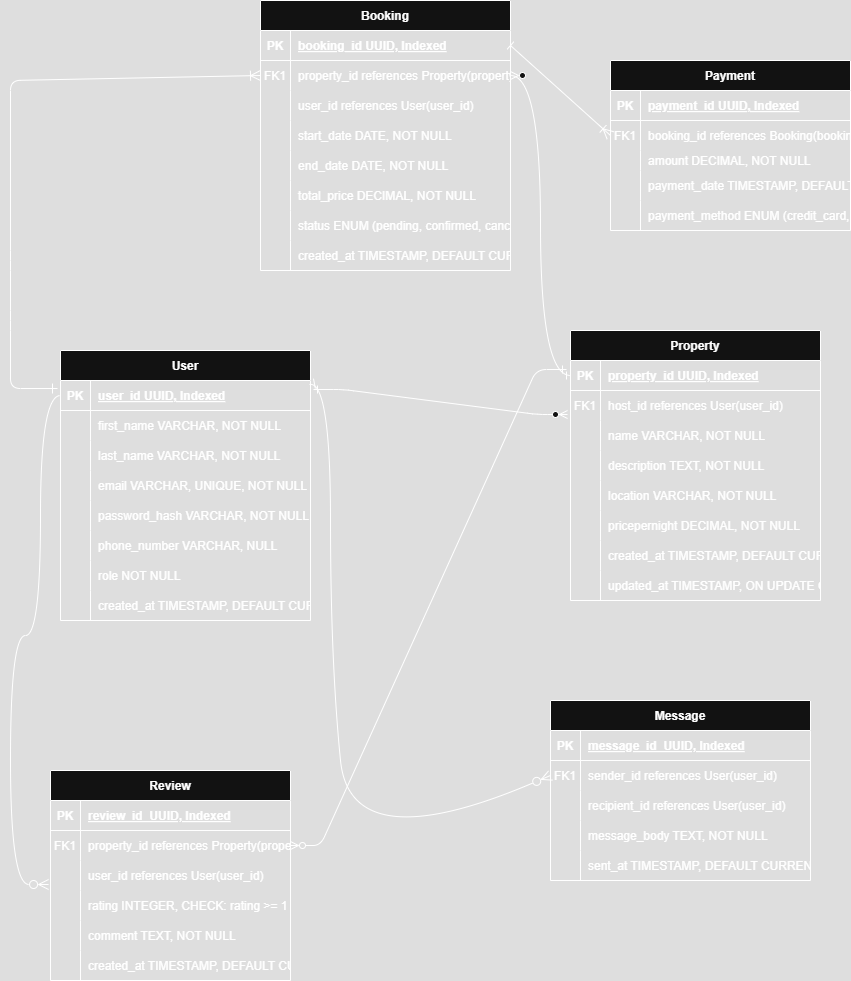 Booking
PK booking_id UUID, Indexed
FK1 property_id references Property(propert
user_id references User(user_id)
start_date DATE, NOT NULL
end_date DATE, NOT NULL
total_price DECIMAL, NOT NULL
status ENUM (pending, confirmed, canc
created_at TIMESTAMP, DEFAULT CUR
Payment
PK payment_id UUID, Indexed
FK1 booking_id references Booking(bookin
amount DECIMAL, NOT NULL
payment_date TIMESTAMP, DEFAULT
payment_method ENUM (credit_card,
User
PK user_id UUID, Indexed
first_name VARCHAR, NOT NULL
last_name VARCHAR, NOT NULL
email VARCHAR, UNIQUE, NOT NULL
password_hash VARCHAR, NOT NULL
phone_number VARCHAR, NULL
role NOT NULL
created_at TIMESTAMP, DEFAULT CUR
Property
PK property_id UUID, Indexed
FK1 host_id references User(user_id)
name VARCHAR, NOT NULL
description TEXT, NOT NULL
location VARCHAR, NOT NULL
pricepernight DECIMAL, NOT NULL
created_at TIMESTAMP, DEFAULT CUR
updated_at TIMESTAMP, ON UPDATE C
Message
PK message_id UUID, Indexed
FK1 sender_id references User(user_id)
recipient_id references User(user_id)
message_body TEXT, NOT NULL
sent_at TIMESTAMP, DEFAULT CURREN
Review
PK review_id UUID, Indexed
FK1 property_id references Property(prope
user_id references User(user_id)
rating INTEGER, CHECK: rating >= 1
comment TEXT, NOT NULL
created_at TIMESTAMP, DEFAULT CU